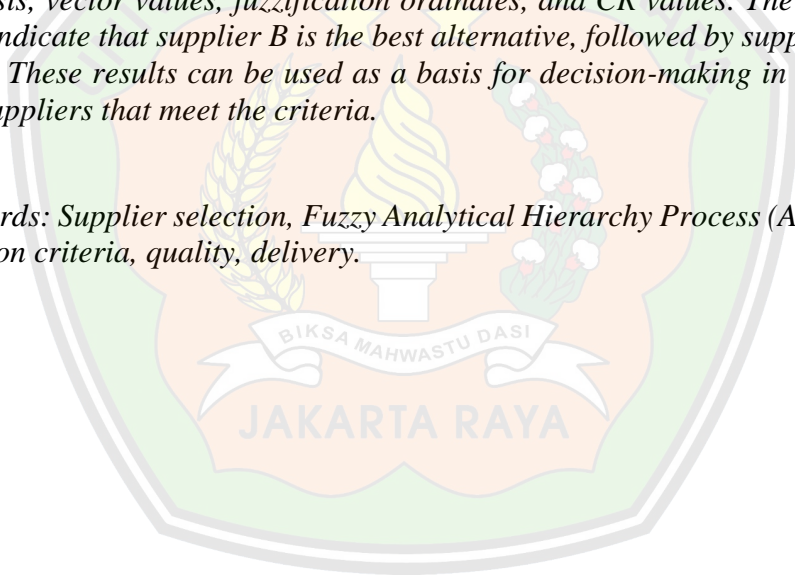 sis, vector values, fuzzification ordinates, and CR values. The
ndicate that supplier B is the best alternative, followed by supp
These results can be used as a basis for decision-making in
uppliers that meet the criteria.
rds: Supplier selection, Fuzzy Analytical Hierarchy Process (A
on criteria, quality, delivery.
BIKSA MAHWASTU DASI
JAKARTA RAYA